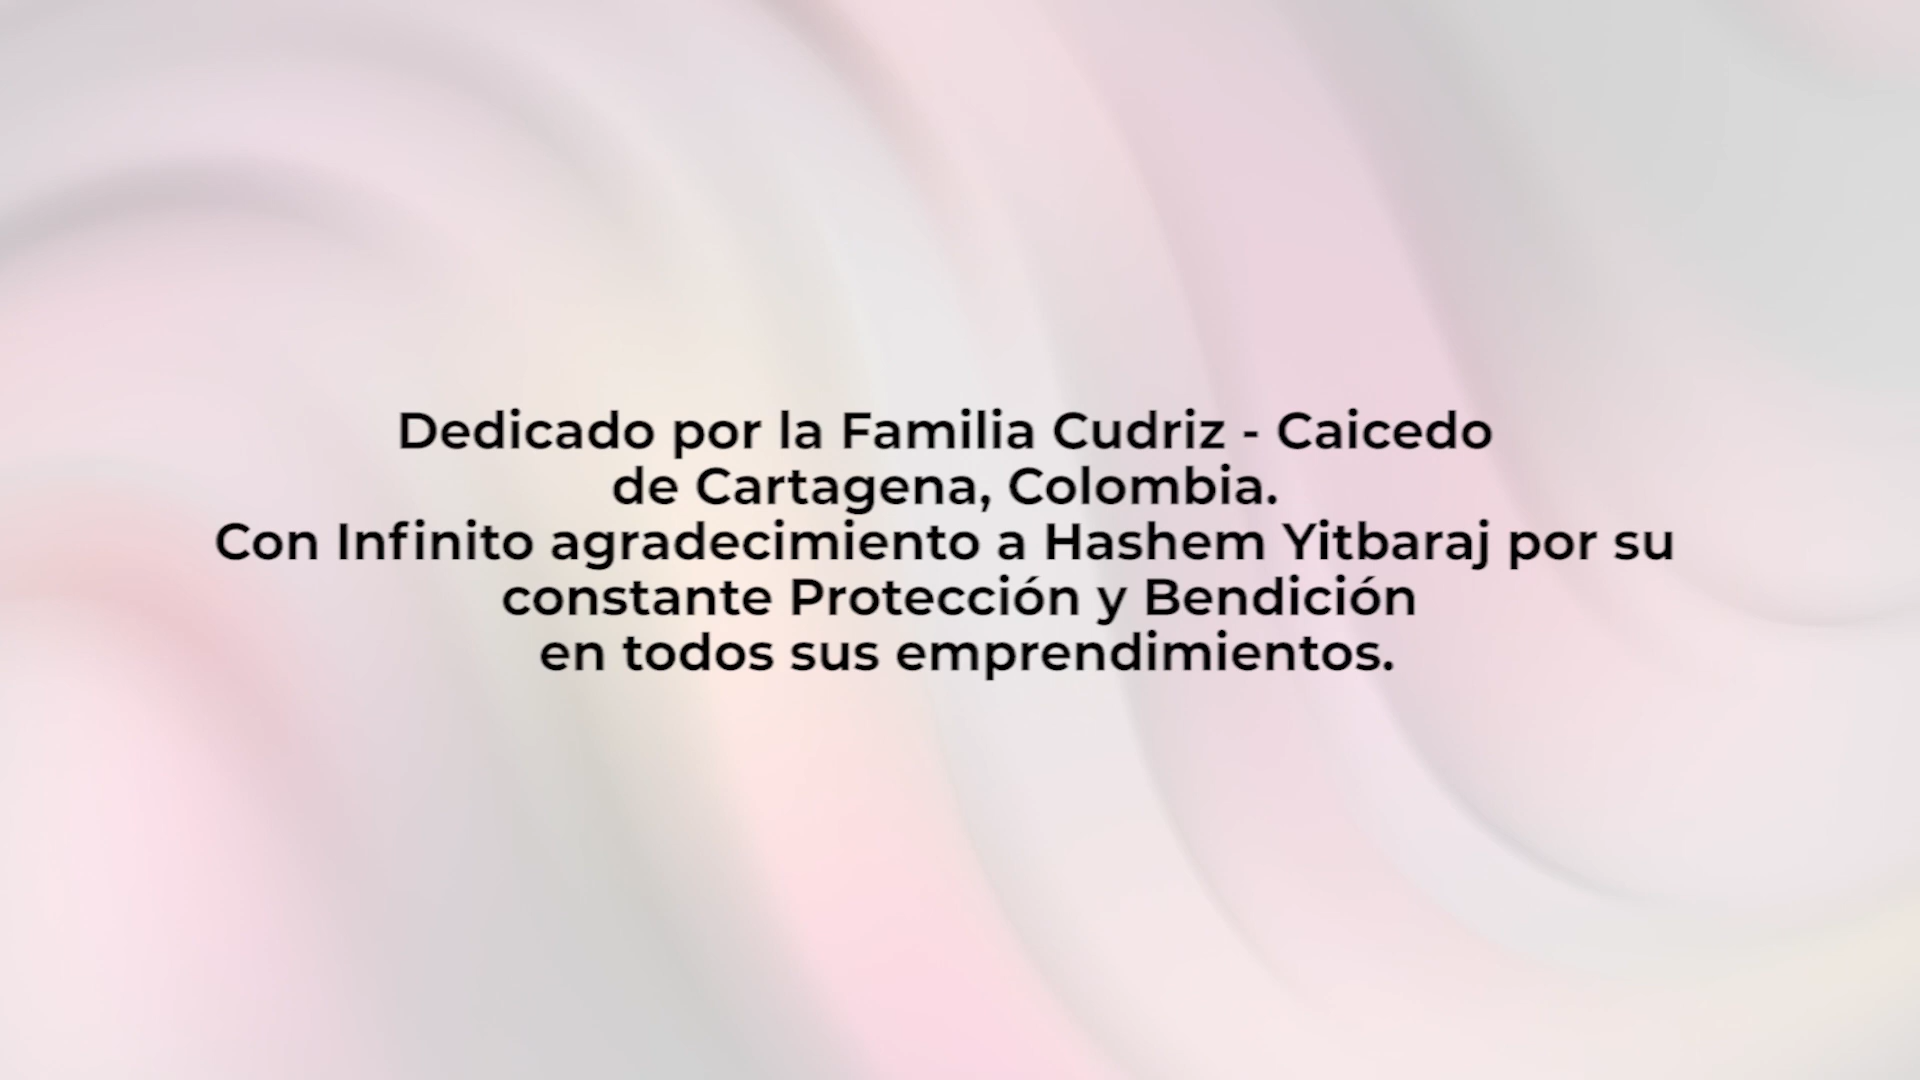 Dedicado por la Familia Cudriz - Caicedo
de Cartagena, Colombia.
Con Infinito agradecimiento a Hashem Yitbaraj por su
constante Protección y Bendición
en todos sus emprendimientos.